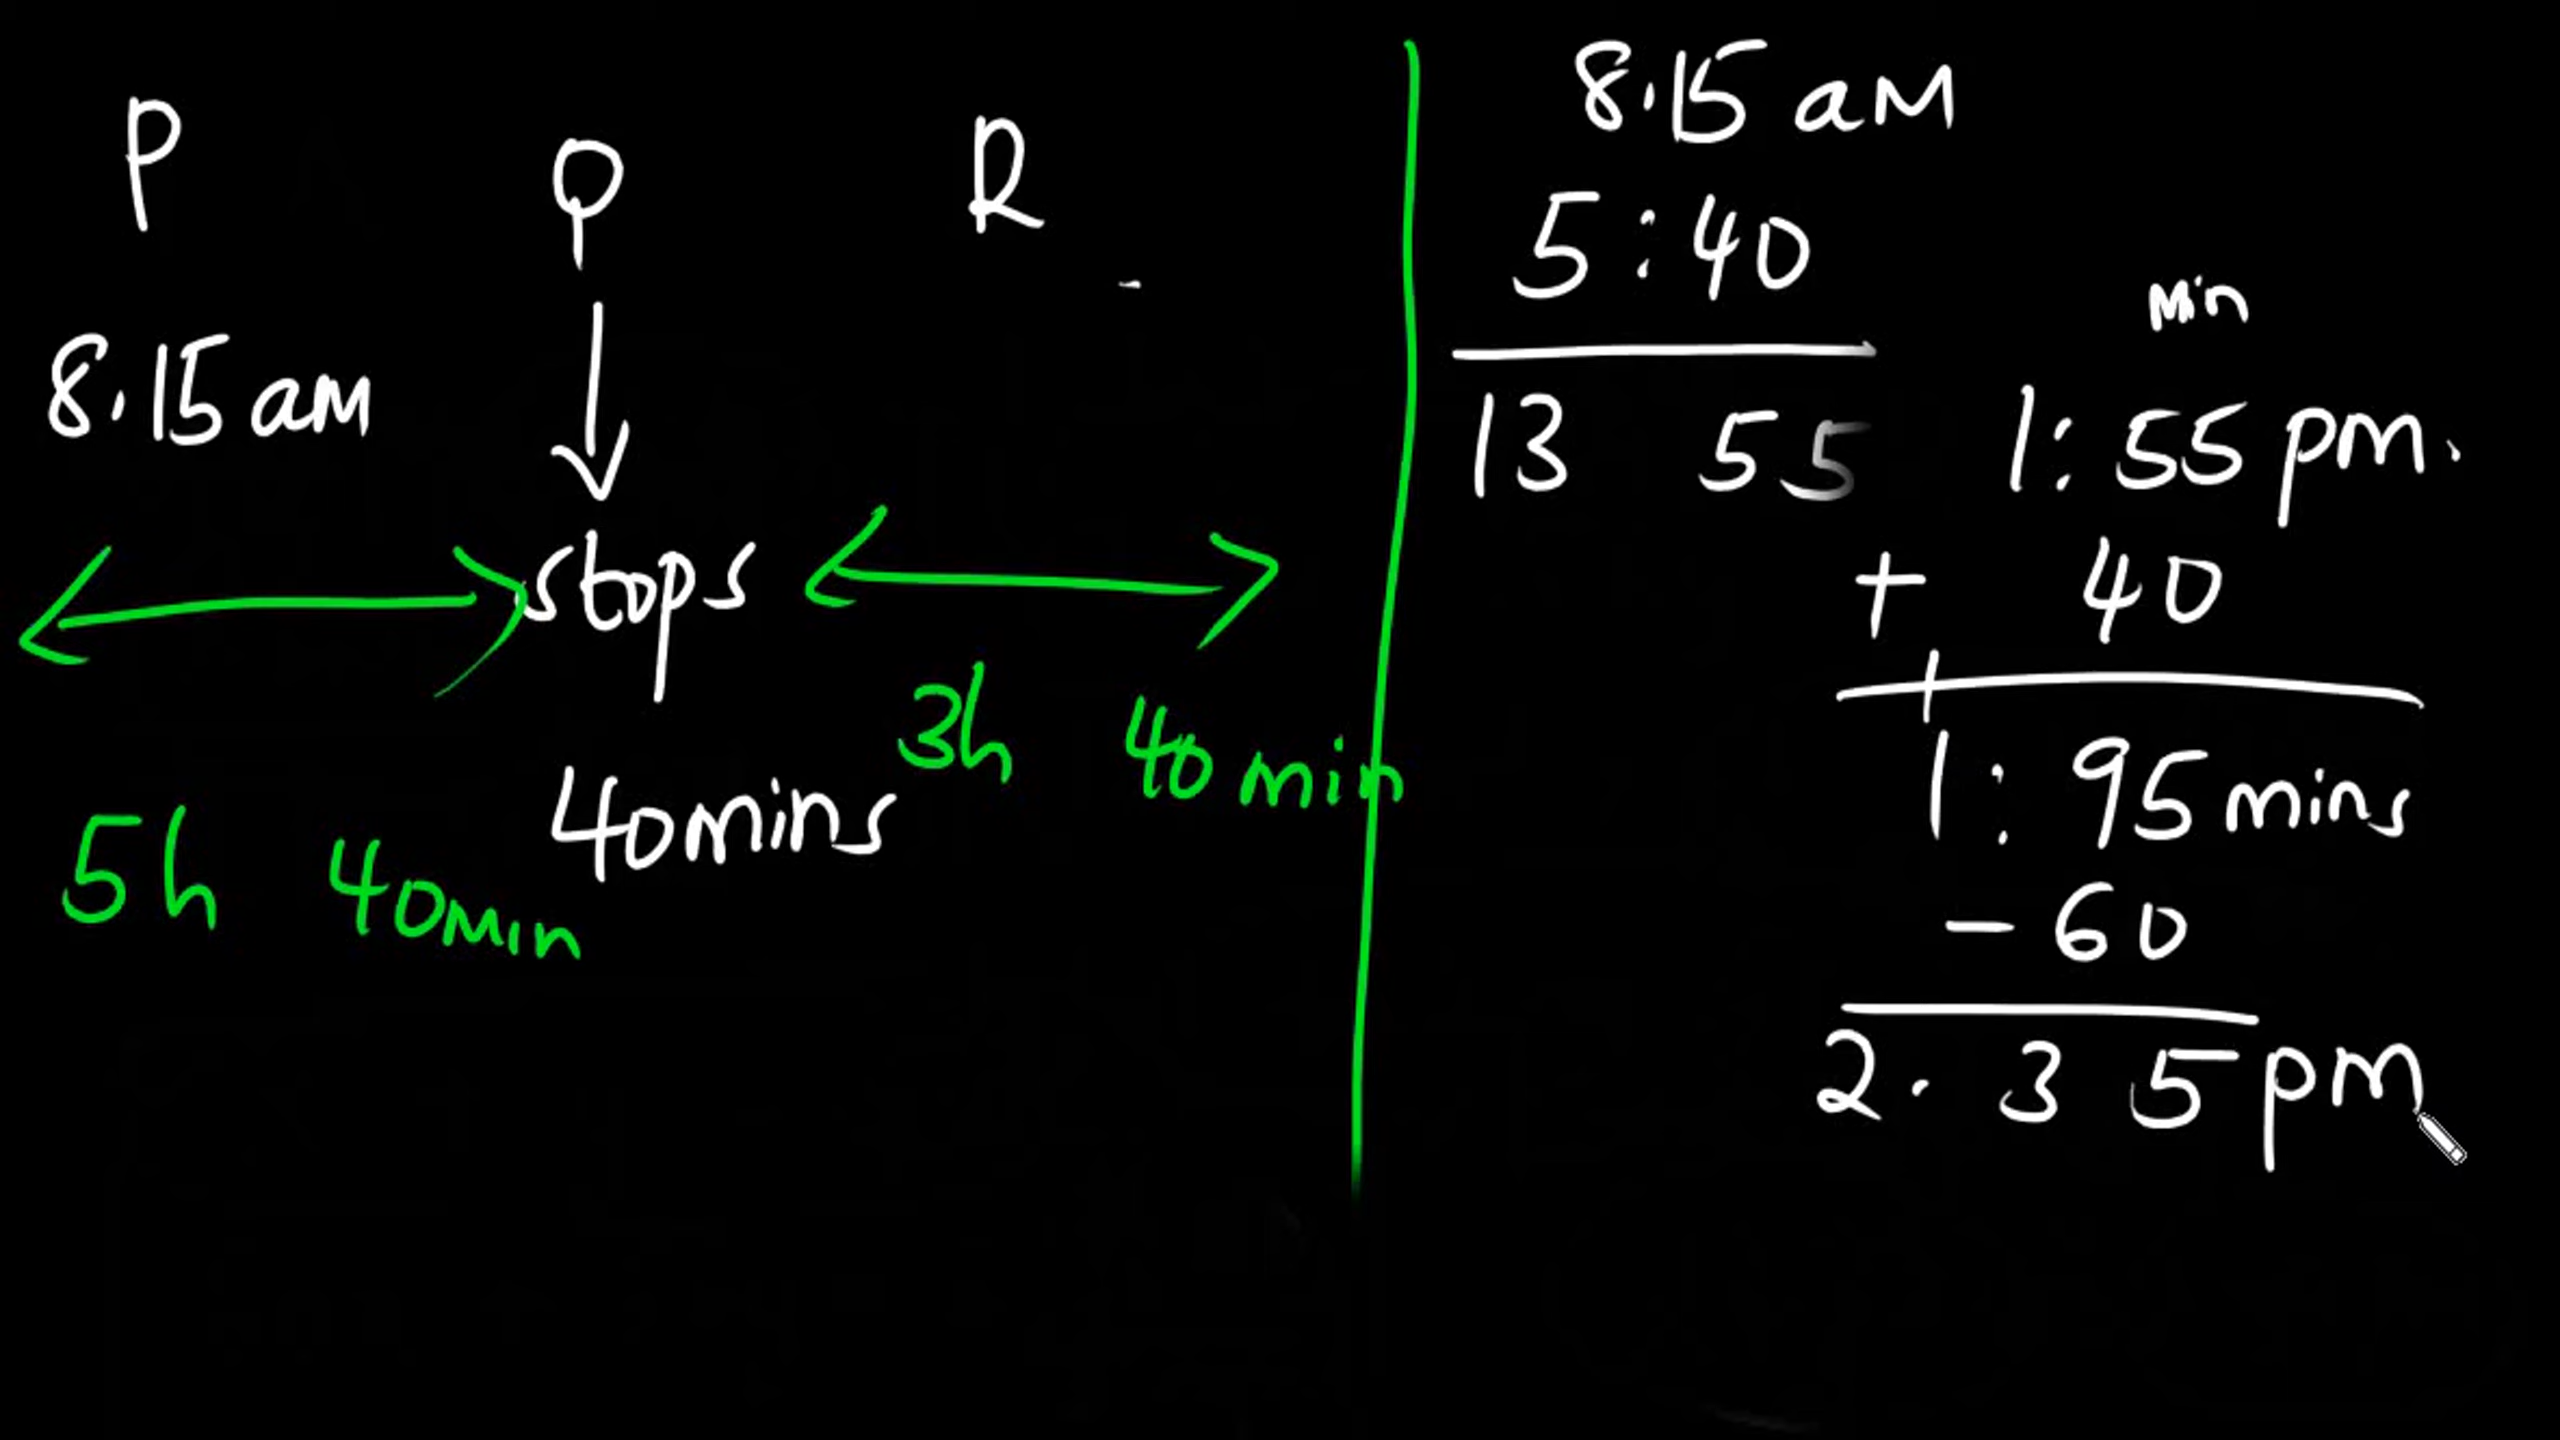 P Q R
8.15 aM
stops
3h 40 min
40mins
5h 40Min
8.15 aM
5:40
13 55
Min
1: 55 pm.
+ 40
1: 95 mins
- 60
2. 35 pm